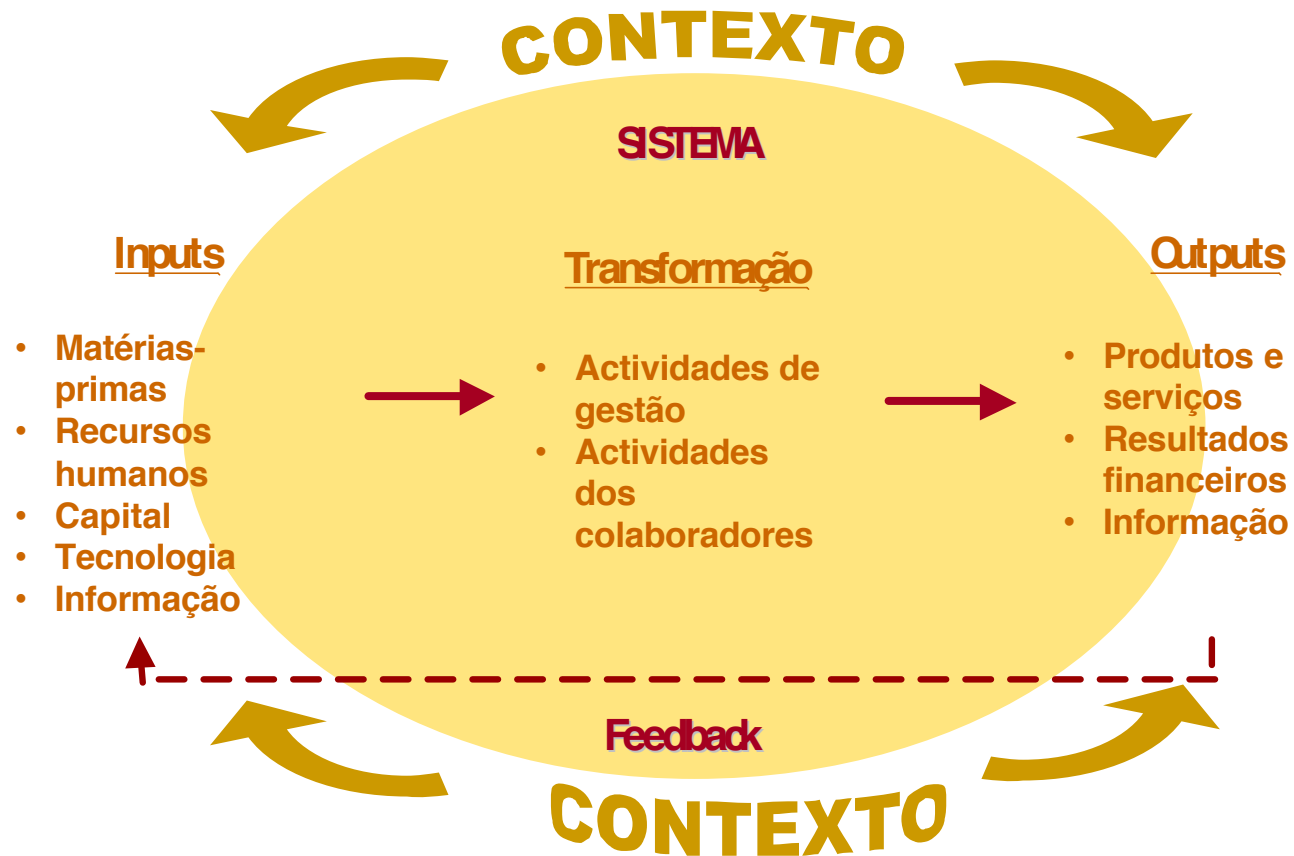 CONTEXTO
SISTEMA
Inputs
• Matérias-
primas
• Recursos
humanos
• Capital
• Tecnologia
• Informação
Transformação
• Actividades de
gestão
• Actividades
dos
colaboradores
Outputs
• Produtos e
serviços
• Resultados
financeiros
• Informação
Feedback
CONTEXTO